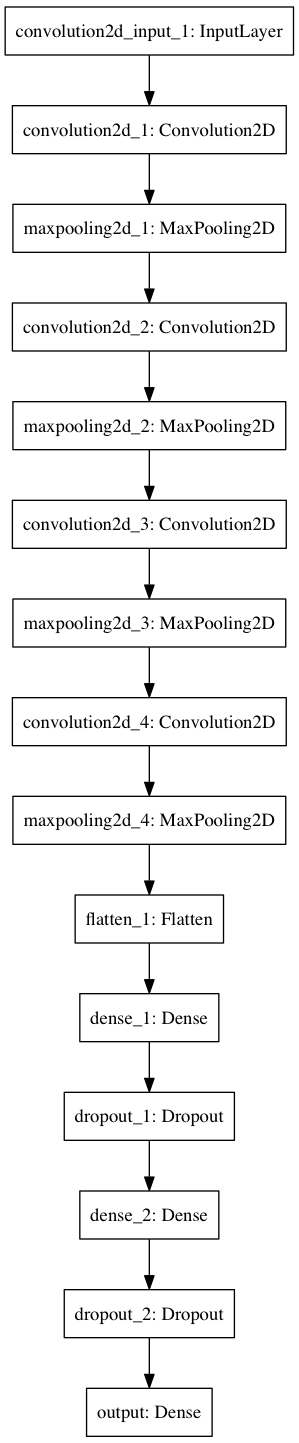 convolution2d_input_1: InputLayer
convolution2d_1: Convolution2D
maxpooling2d_1: MaxPooling2D
convolution2d_2: Convolution2D
maxpooling2d_2: MaxPooling2D
convolution2d_3: Convolution2D
maxpooling2d_3: MaxPooling2D
convolution2d_4: Convolution2D
maxpooling2d_4: MaxPooling2D
flatten_1: Flatten
dense_1: Dense
dropout_1: Dropout
dense_2: Dense
dropout_2: Dropout
output: Dense